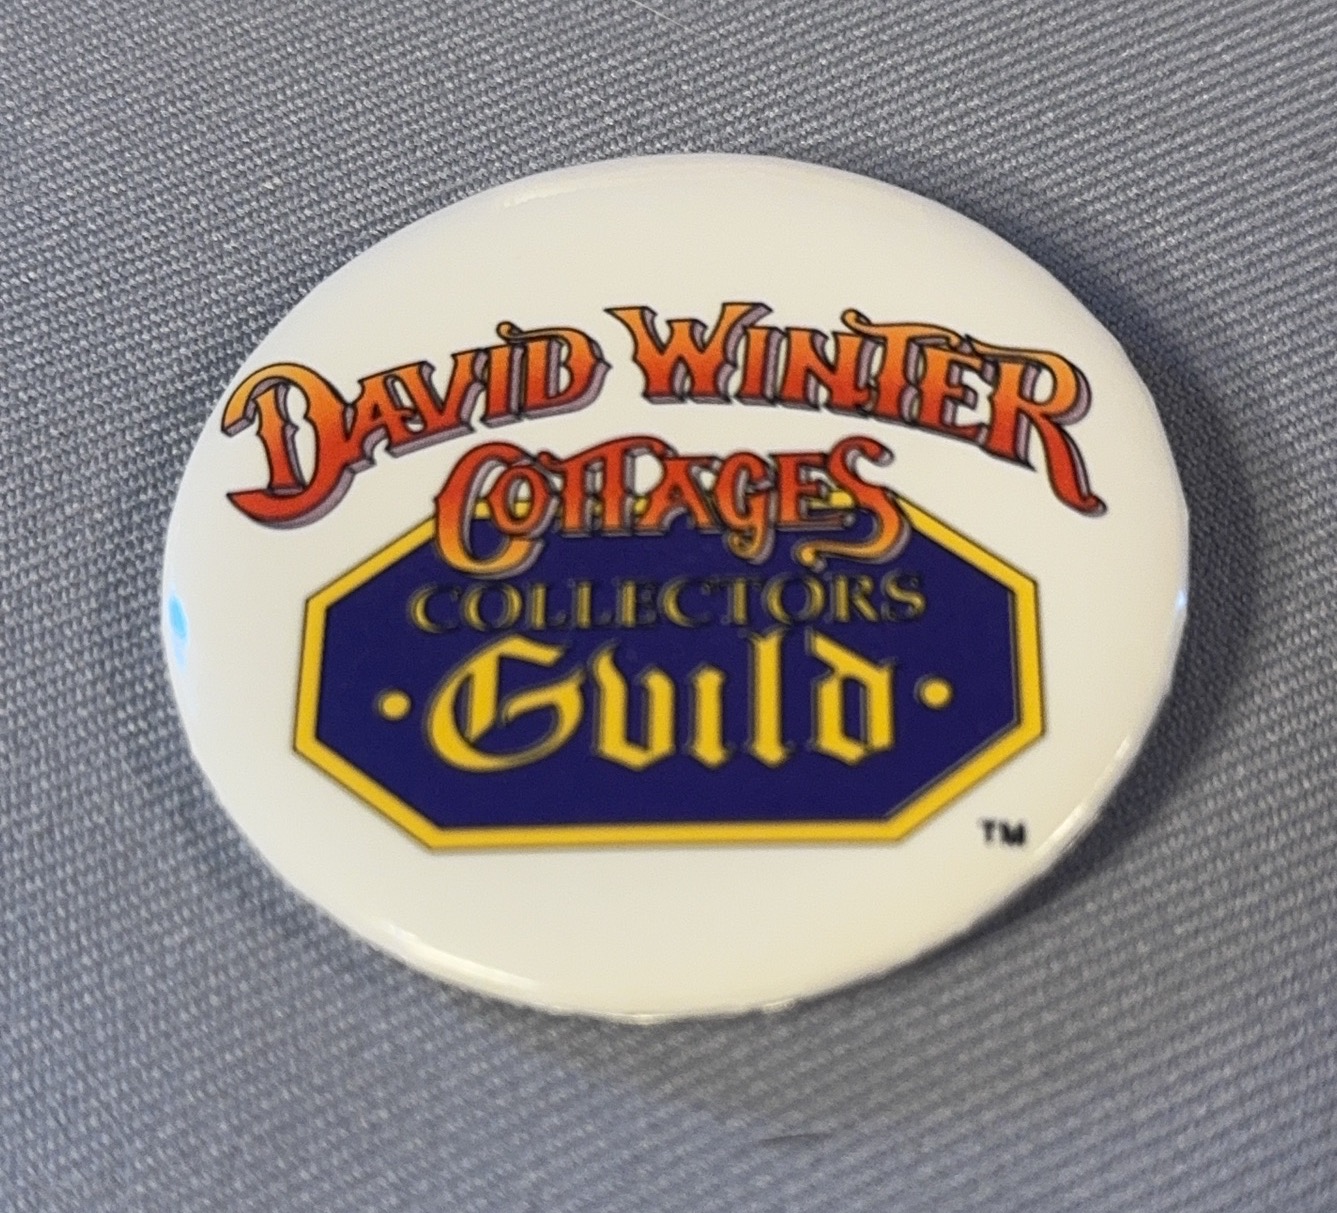 DAVID WINTER
COTTAGES
COLLECTORS
· Guild ·
TM